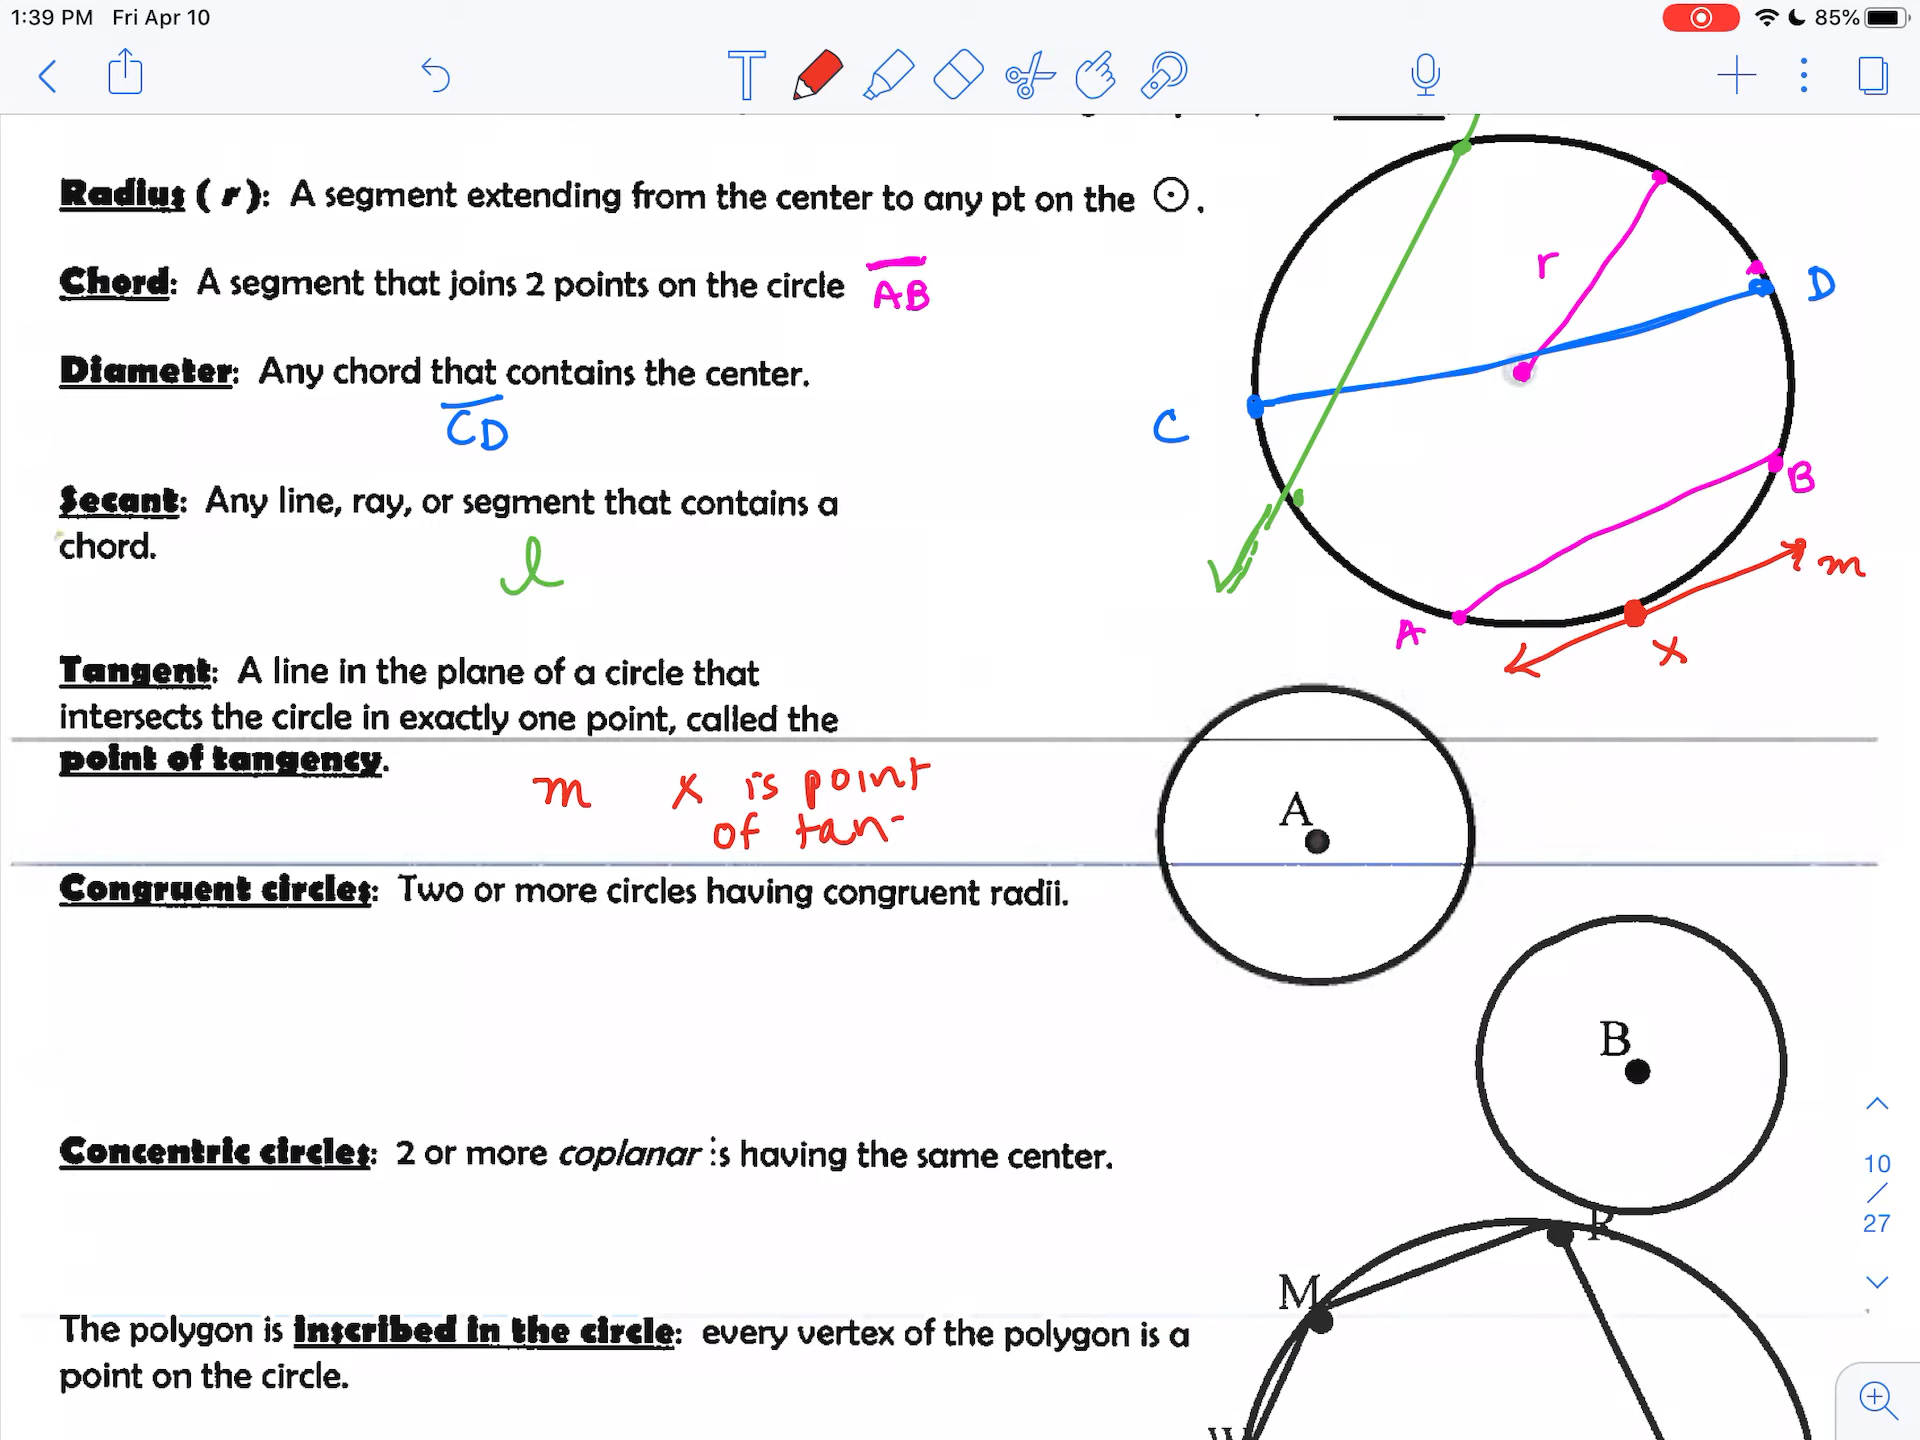 1:39 PM Fri Apr 10
85%
Radius ( r ): A segment extending from the center to any pt on the ⊙.
r
Chord: A segment that joins 2 points on the circle AB
D
Diameter: Any chord that contains the center.
CD
C
B
Secant: Any line, ray, or segment that contains a
chord.
l
m
A
X
Tangent: A line in the plane of a circle that
intersects the circle in exactly one point, called the
point of tangency.
m x is point
of tan-
A
Congruent circles: Two or more circles having congruent radii.
B
Concentric circles: 2 or more coplanar ⊙s having the same center.
10
/
27
R
M
The polygon is inscribed in the circle: every vertex of the polygon is a
point on the circle.